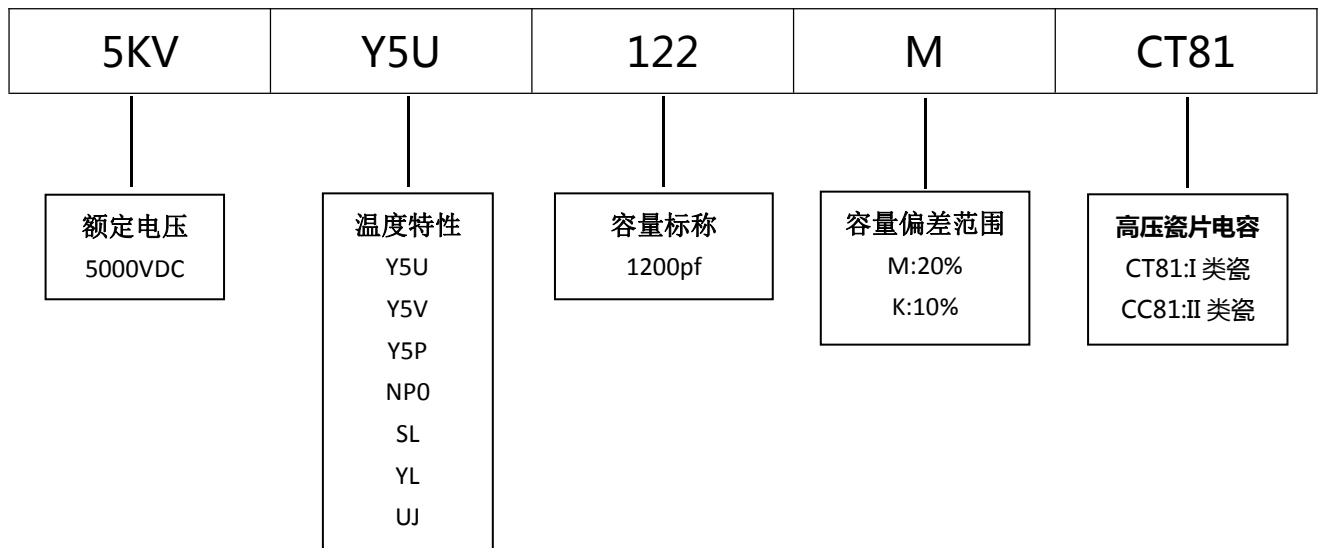 5KV Y5U 122 M CT81
额定电压
5000VDC
温度特性
Y5U
Y5V
Y5P
NP0
SL
YL
UJ
容量标称
1200pf
容量偏差范围
M:20%
K:10%
高压瓷片电容
CT81:I 类瓷
CC81:II 类瓷